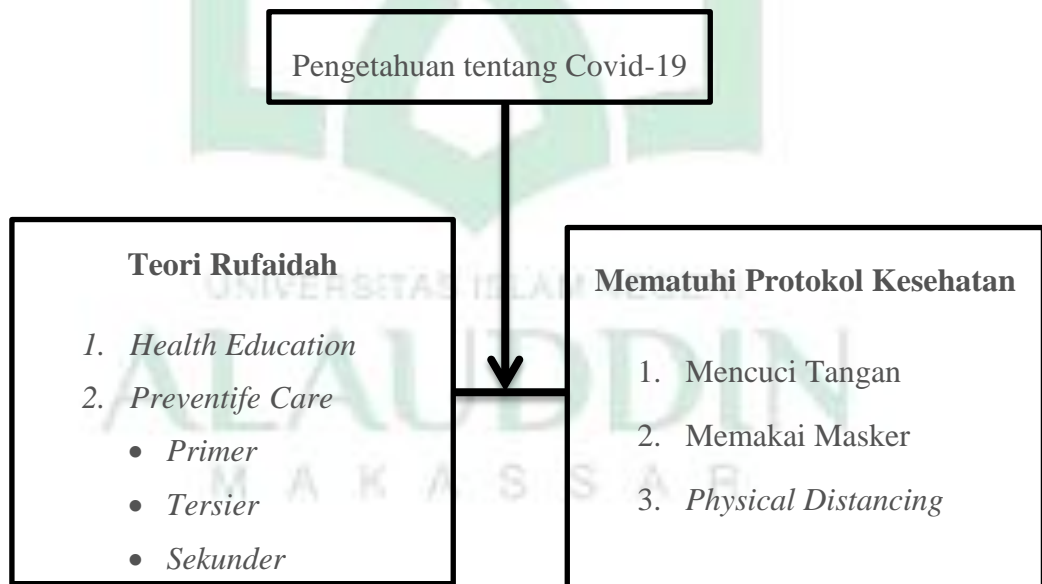 Pengetahuan tentang Covid-19
Teori Rufaidah
1. Health Education
2. Preventife Care
• Primer
• Tersier
• Sekunder
Mematuhi Protokol Kesehatan
1. Mencuci Tangan
2. Memakai Masker
3. Physical Distancing
UNIVERSITAS ISLAM NEGERI
ALAUDDIN
MAKASSAR